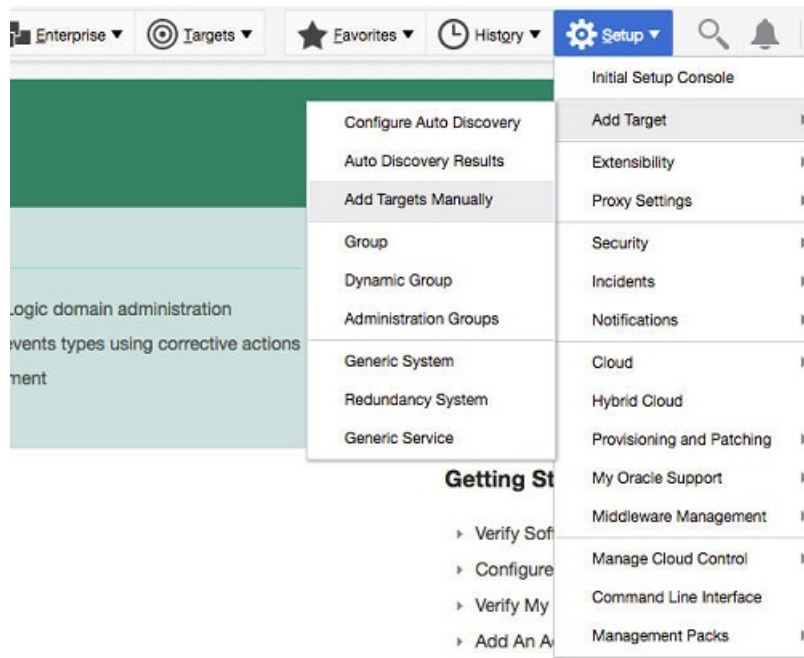 Enterprise ▼ Targets ▼ Favorites ▼ History ▼ Setup ▼
Initial Setup Console
Add Target
Extensibility
Proxy Settings
Security
Incidents
Notifications
Cloud
Hybrid Cloud
Provisioning and Patching
My Oracle Support
Middleware Management
Manage Cloud Control
Command Line Interface
Management Packs
Configure Auto Discovery
Auto Discovery Results
Add Targets Manually
Group
Dynamic Group
Administration Groups
Generic System
Redundancy System
Generic Service
Logic domain administration
events types using corrective actions
ment
Getting St
Verify Sof
Configure
Verify My
Add An A